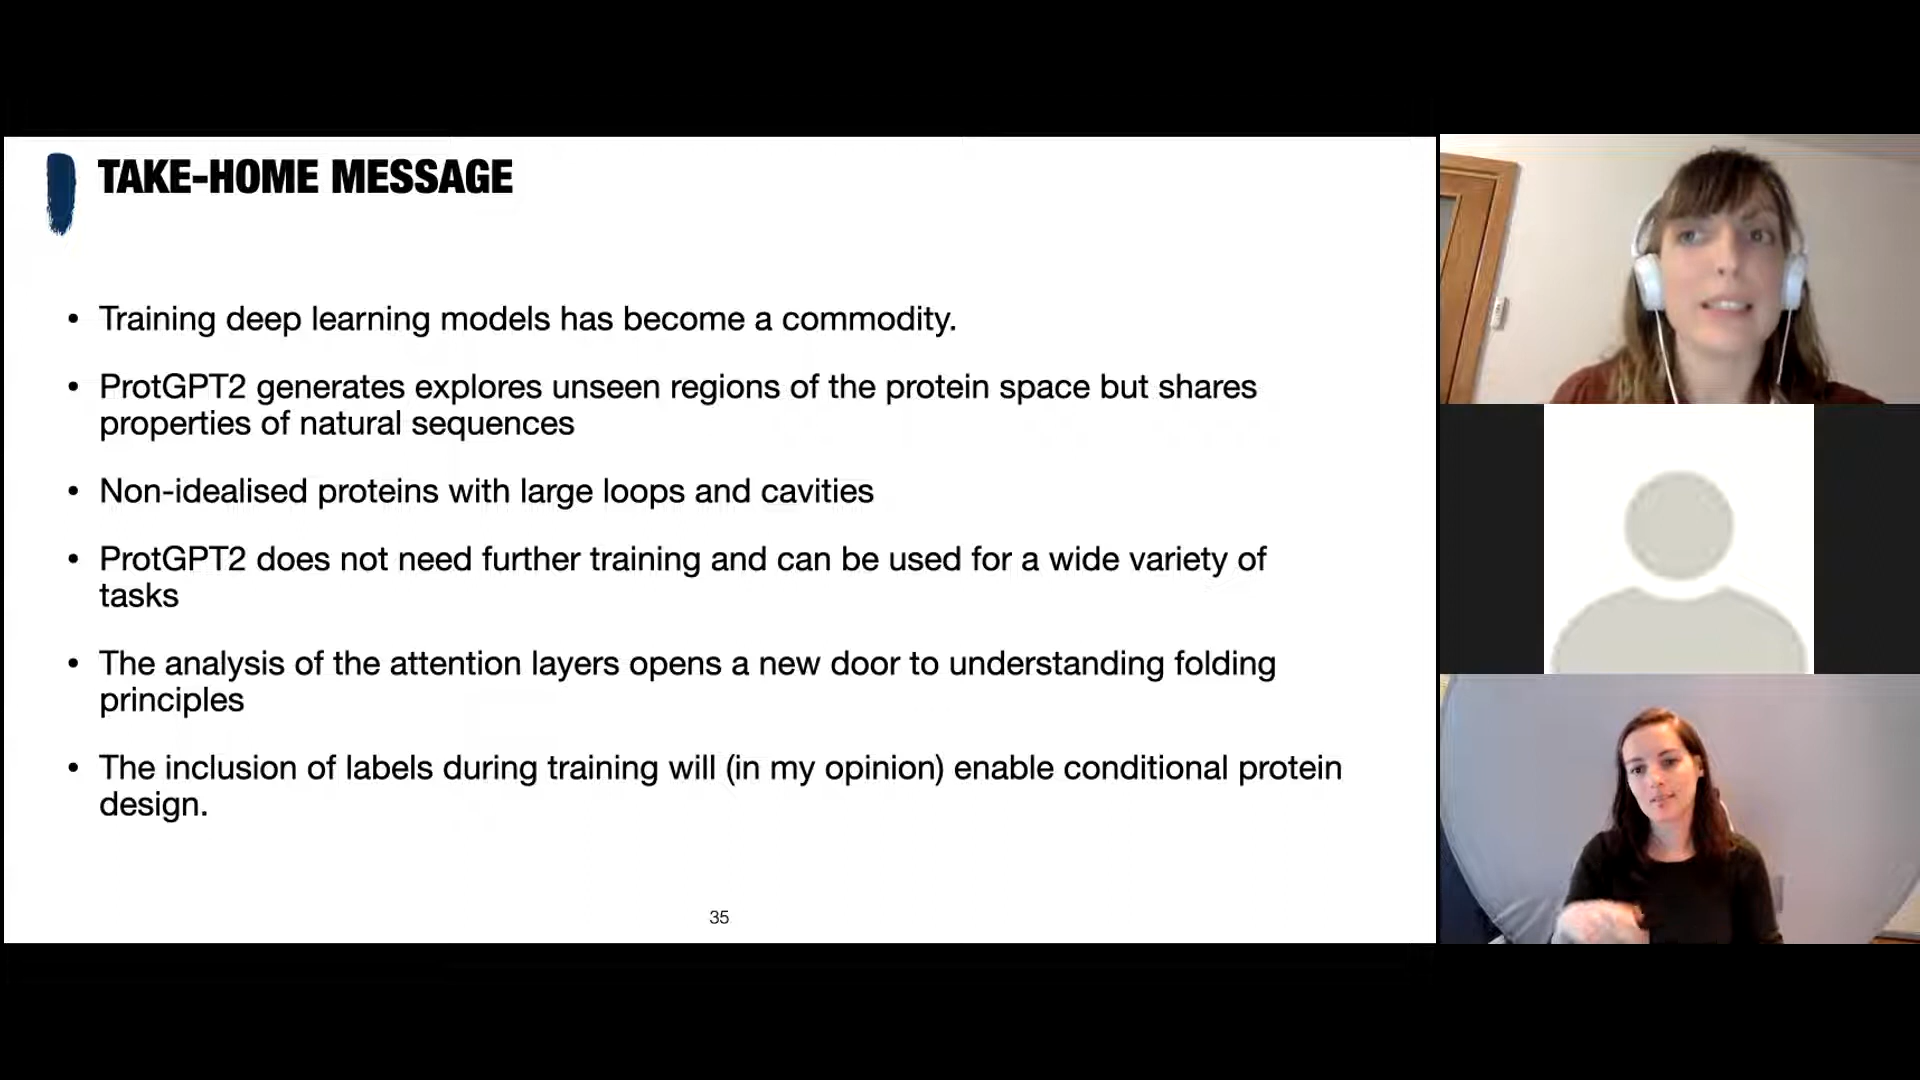 TAKE-HOME MESSAGE
• Training deep learning models has become a commodity.
• ProtGPT2 generates explores unseen regions of the protein space but shares
properties of natural sequences
• Non-idealised proteins with large loops and cavities
• ProtGPT2 does not need further training and can be used for a wide variety of
tasks
• The analysis of the attention layers opens a new door to understanding folding
principles
• The inclusion of labels during training will (in my opinion) enable conditional protein
design.
35